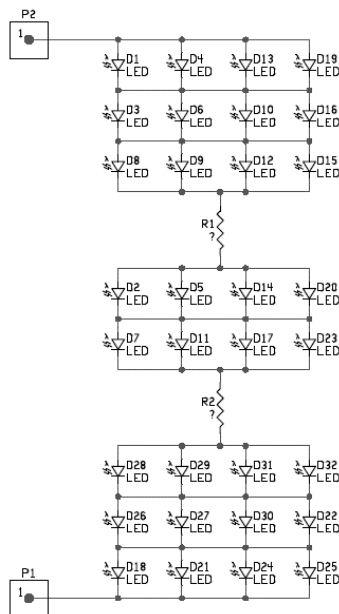 P2
1
D1 D4 D13 D19
LED LED LED LED
D3 D6 D10 D16
LED LED LED LED
D8 D9 D12 D15
LED LED LED LED
R1
?
D2 D5 D14 D20
LED LED LED LED
D7 D11 D17 D23
LED LED LED LED
R2
?
D28 D29 D31 D32
LED LED LED LED
D26 D27 D30 D22
LED LED LED LED
D18 D21 D24 D25
LED LED LED LED
P1
1